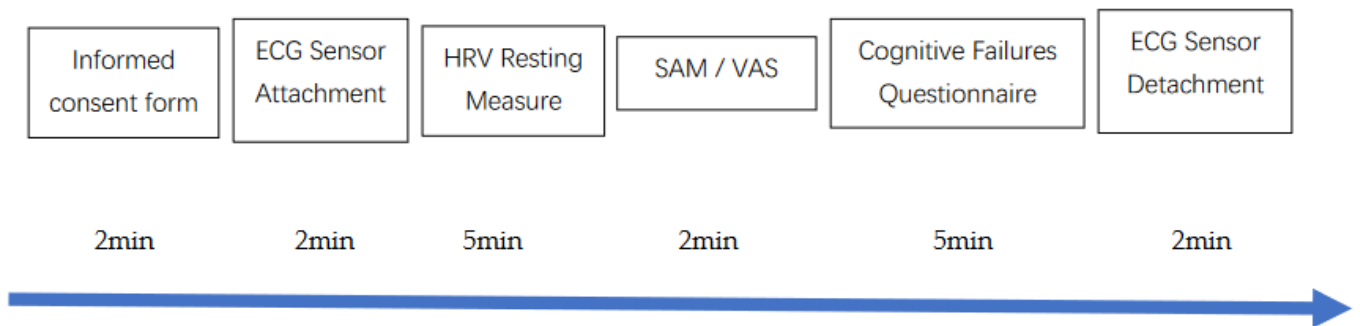 Informed
consent form
ECG Sensor
Attachment
HRV Resting
Measure
SAM / VAS
Cognitive Failures
Questionnaire
ECG Sensor
Detachment
2min
2min
5min
2min
5min
2min